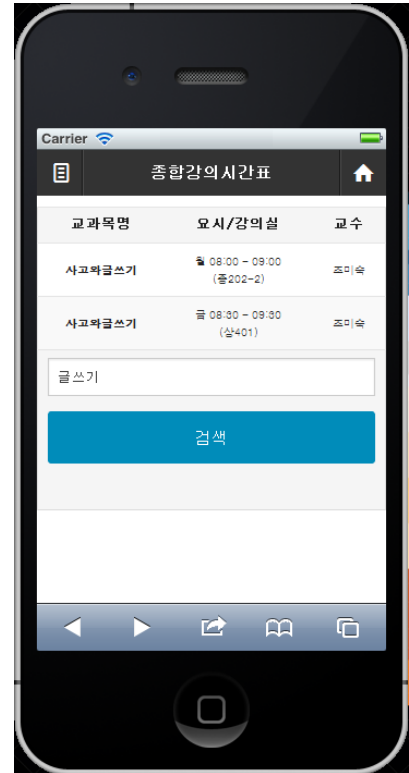 Carrier
종합강의시간표
교과목명 요시/강의실 교수
사고와글쓰기 월 08:00 - 09:00 조미숙
(종202-2)
사고와글쓰기 금 08:30 - 09:30 조미숙
(상401)
글쓰기
검색